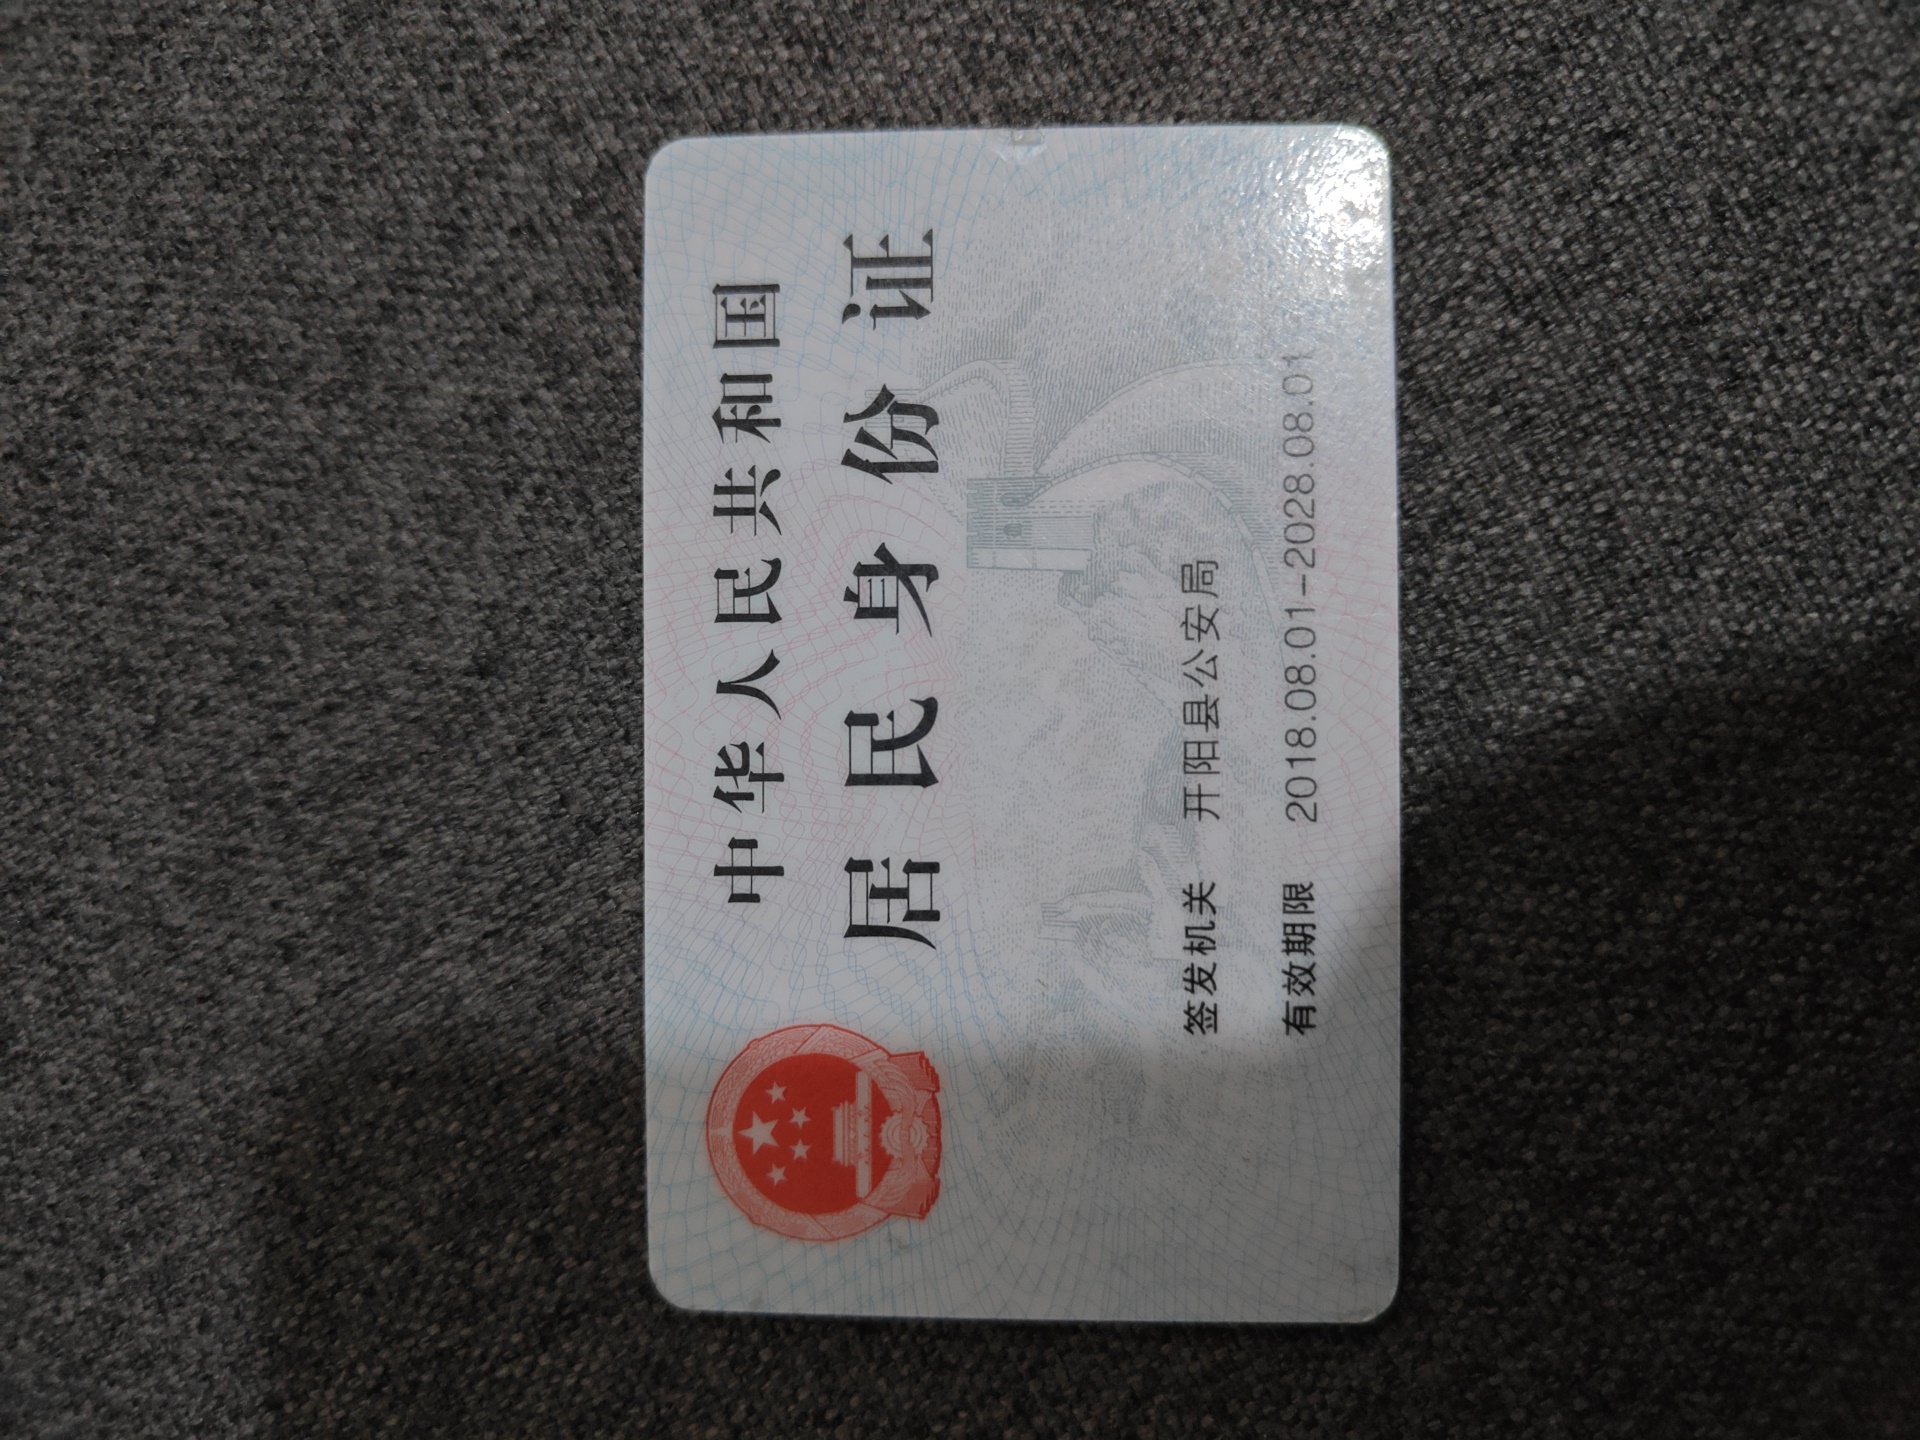 中华人民共和国
居民身份证
签发机关 开阳县公安局
有效期限 2018.08.01-2028.08.01